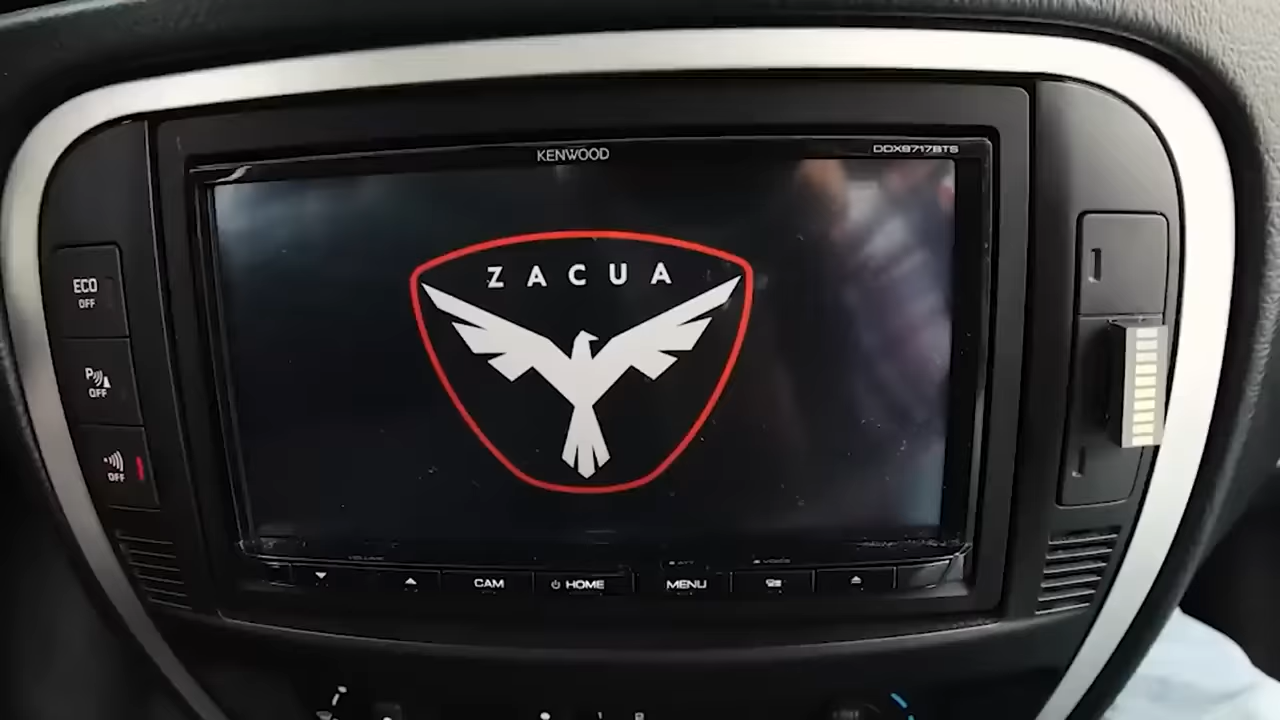 KENWOOD
DDX9717BTS
ZACUA
ECO
OFF
P
OFF
OFF
CAM
HOME
MENU